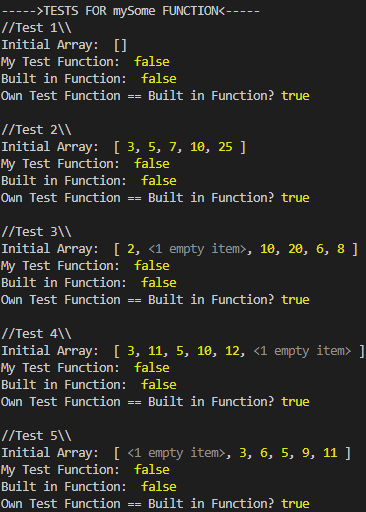 ----->TESTS FOR mySome FUNCTION<-----
//Test 1\\
Initial Array:  []
My Test Function:  false
Built in Function:  false
Own Test Function == Built in Function? true

//Test 2\\
Initial Array:  [ 3, 5, 7, 10, 25 ]
My Test Function:  false
Built in Function:  false
Own Test Function == Built in Function? true

//Test 3\\
Initial Array:  [ 2, <1 empty item>, 10, 20, 6, 8 ]
My Test Function:  false
Built in Function:  false
Own Test Function == Built in Function? true

//Test 4\\
Initial Array:  [ 3, 11, 5, 10, 12, <1 empty item> ]
My Test Function:  false
Built in Function:  false
Own Test Function == Built in Function? true

//Test 5\\
Initial Array:  [ <1 empty item>, 3, 6, 5, 9, 11 ]
My Test Function:  false
Built in Function:  false
Own Test Function == Built in Function? true